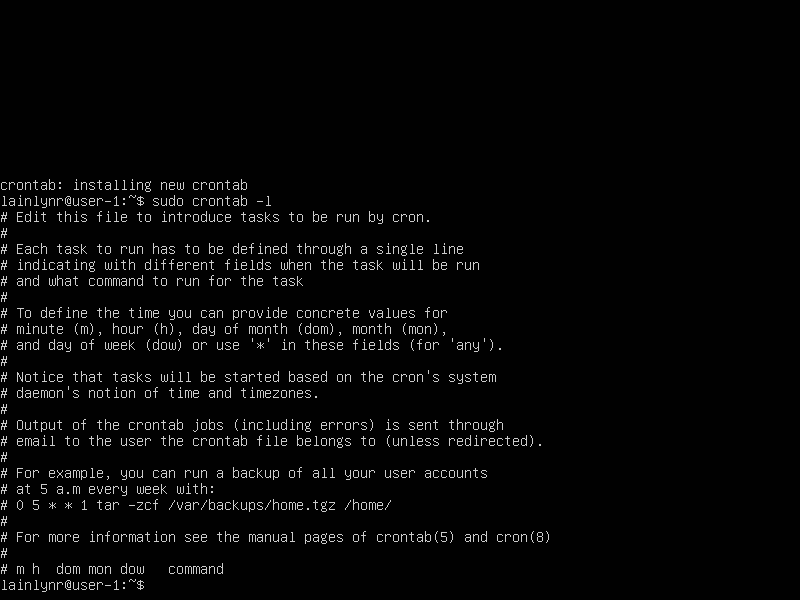 crontab: installing new crontab
lainlynr@user-1:~$ sudo crontab -l
# Edit this file to introduce tasks to be run by cron.
#
# Each task to run has to be defined through a single line
# indicating with different fields when the task will be run
# and what command to run for the task
#
# To define the time you can provide concrete values for
# minute (m), hour (h), day of month (dom), month (mon),
# and day of week (dow) or use '*' in these fields (for 'any').
#
# Notice that tasks will be started based on the cron's system
# daemon's notion of time and timezones.
#
# Output of the crontab jobs (including errors) is sent through
# email to the user the crontab file belongs to (unless redirected).
#
# For example, you can run a backup of all your user accounts
# at 5 a.m every week with:
# 0 5 * * 1 tar -zcf /var/backups/home.tgz /home/
#
# For more information see the manual pages of crontab(5) and cron(8)
#
# m h  dom mon dow   command
lainlynr@user-1:~$